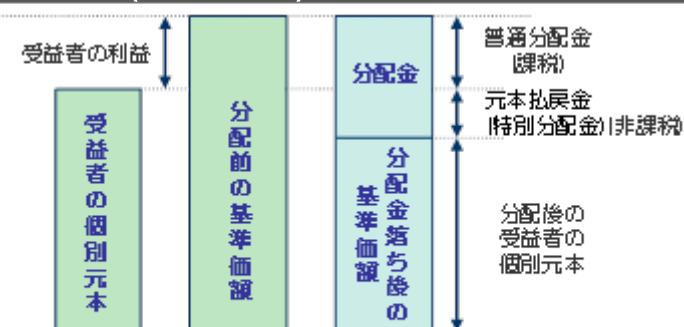 受益者の利益
受益者の個別元本
分配前の基準価額
分配金
分配金落ち後の
基準価額
普通分配金
(課税)
元本払戻金
(特別分配金)(非課税)
分配後の
受益者の
個別元本